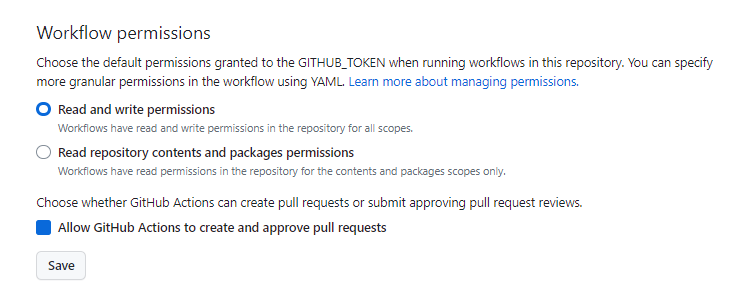 Workflow permissions
Choose the default permissions granted to the GITHUB_TOKEN when running workflows in this repository. You can specify
more granular permissions in the workflow using YAML. Learn more about managing permissions.
Read and write permissions
Workflows have read and write permissions in the repository for all scopes.
Read repository contents and packages permissions
Workflows have read permissions in the repository for the contents and packages scopes only.
Choose whether GitHub Actions can create pull requests or submit approving pull request reviews.
Allow GitHub Actions to create and approve pull requests
Save